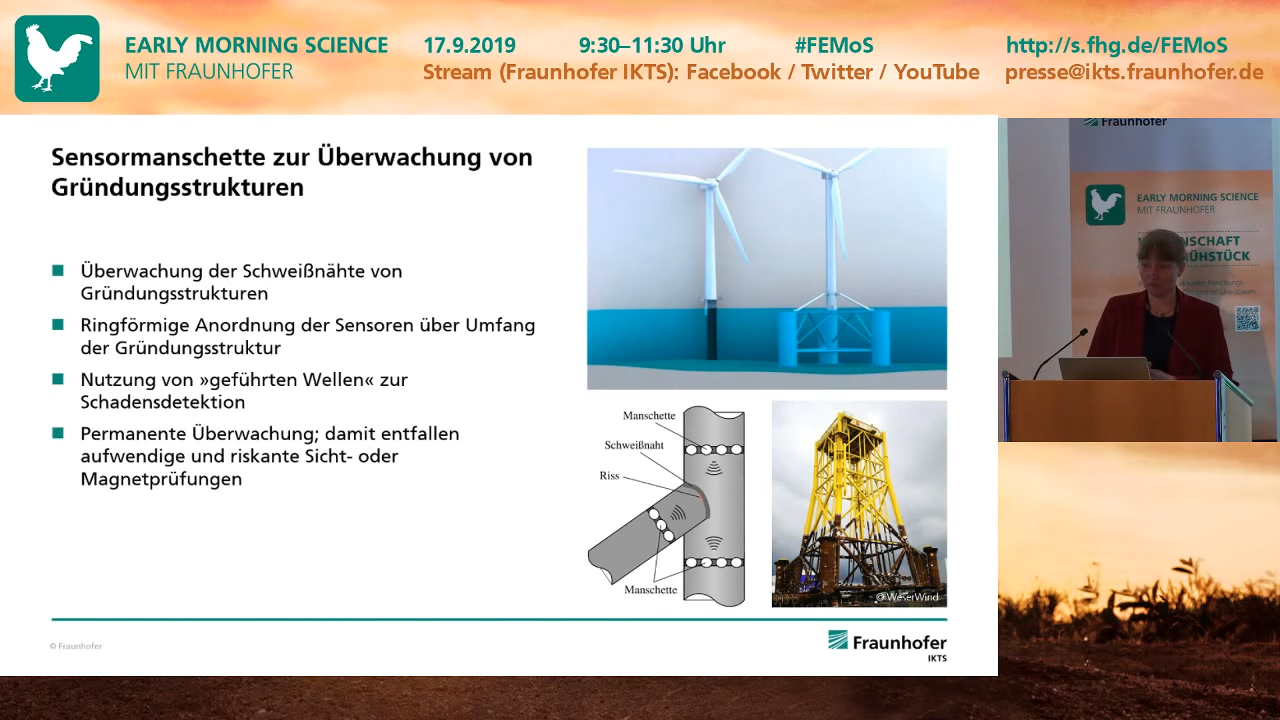 EARLY MORNING SCIENCE
MIT FRAUNHOFER
17.9.2019 9:30–11:30 Uhr #FEMoS http://s.fhg.de/FEMoS
Stream (Fraunhofer IKTS): Facebook / Twitter / YouTube presse@ikts.fraunhofer.de
Sensormanschette zur Überwachung von
Gründungsstrukturen
Überwachung der Schweißnähte von
Gründungsstrukturen
Ringförmige Anordnung der Sensoren über Umfang
der Gründungsstruktur
Nutzung von »geführten Wellen« zur
Schadensdetektion
Permanente Überwachung; damit entfallen
aufwendige und riskante Sicht- oder
Magnetprüfungen
Manschette
Schweißnaht
Riss
Manschette
© WeserWind
© Fraunhofer
Fraunhofer
IKTS
Fraunhofer
EARLY MORNING SCIENCE
MIT FRAUNHOFER